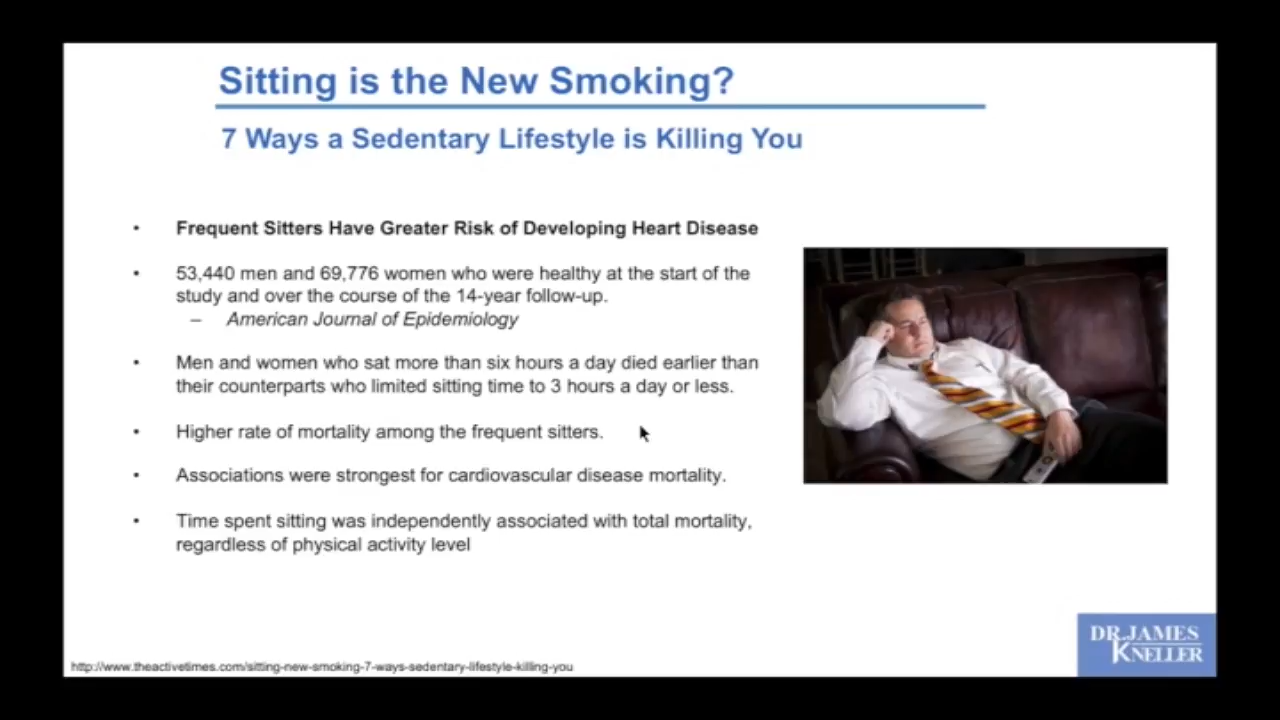 Sitting is the New Smoking?
7 Ways a Sedentary Lifestyle is Killing You
• Frequent Sitters Have Greater Risk of Developing Heart Disease
• 53,440 men and 69,776 women who were healthy at the start of the
study and over the course of the 14-year follow-up.
– American Journal of Epidemiology
• Men and women who sat more than six hours a day died earlier than
their counterparts who limited sitting time to 3 hours a day or less.
• Higher rate of mortality among the frequent sitters.
• Associations were strongest for cardiovascular disease mortality.
• Time spent sitting was independently associated with total mortality,
regardless of physical activity level
DR.JAMES
KNELLER
http://www.theactivetimes.com/sitting-new-smoking-7-ways-sedentary-lifestyle-killing-you